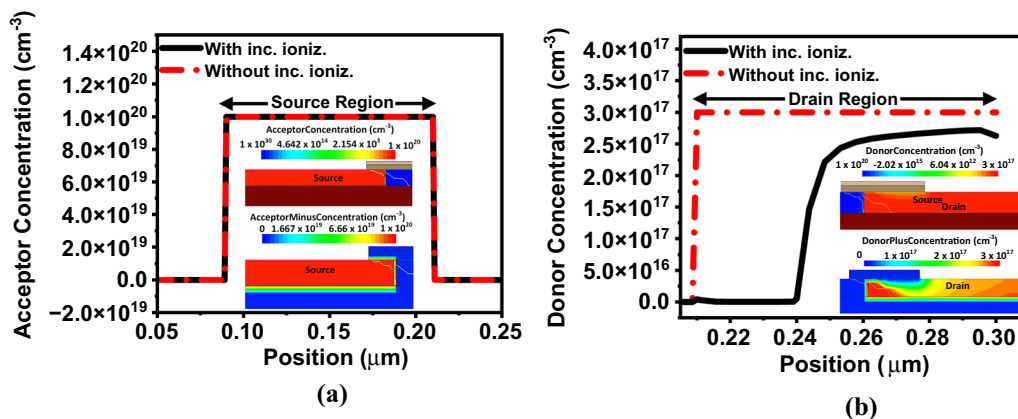 With inc. ioniz.
Without inc. ioniz.
Source Region
AcceptorConcentration (cm⁻³)
1 x 10³⁰ 4.642 x 10¹⁴ 2.154 x 10³ 1 x 10²⁰
Source
AcceptorMinusConcentration (cm⁻³)
0 1.667 x 10¹⁹ 6.66 x 10¹⁹ 1 x 10²⁰
Source
Acceptor Concentration (cm⁻³)
1.4×10²⁰
1.2×10²⁰
1.0×10²⁰
8.0×10¹⁹
6.0×10¹⁹
4.0×10¹⁹
2.0×10¹⁹
0.0
-2.0×10¹⁹
0.05 0.10 0.15 0.20 0.25
Position (μm)
(a)
With inc. ioniz.
Without inc. ioniz.
Drain Region
DonorConcentration (cm⁻³)
1 x 10²⁰ -2.02 x 10¹⁵ 6.04 x 10¹² 3 x 10¹⁷
Source
Drain
DonorPlusConcentration (cm⁻³)
0 1 x 10¹⁷ 2 x 10¹⁷ 3 x 10¹⁷
Drain
Donor Concentration (cm⁻³)
4.0×10¹⁷
3.5×10¹⁷
3.0×10¹⁷
2.5×10¹⁷
2.0×10¹⁷
1.5×10¹⁷
1.0×10¹⁷
5.0×10¹⁶
0.0
0.22 0.24 0.26 0.28 0.30
Position (μm)
(b)